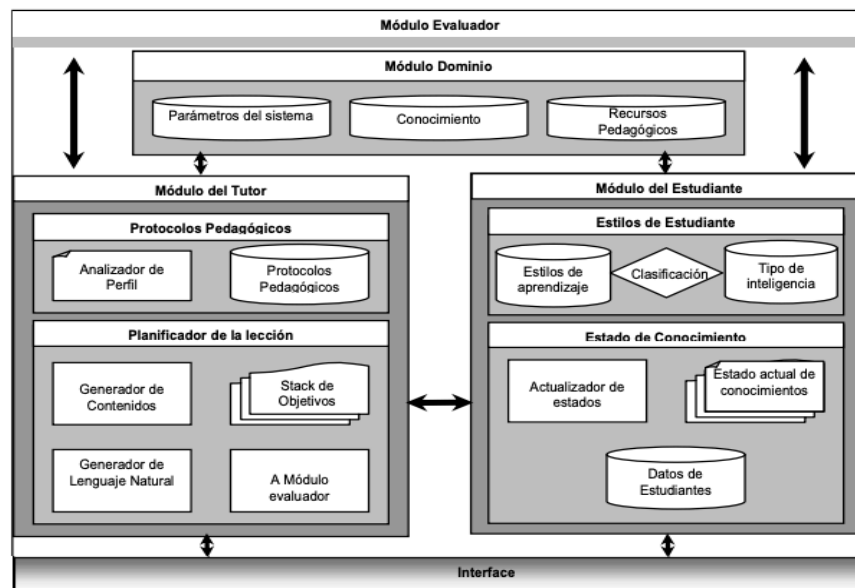 Módulo Evaluador
Módulo Dominio
Parámetros del sistema
Conocimiento
Recursos
Pedagógicos
Módulo del Tutor
Protocolos Pedagógicos
Analizador de
Perfil
Protocolos
Pedagógicos
Planificador de la lección
Generador de
Contenidos
Stack de
Objetivos
Generador de
Lenguaje Natural
A Módulo
evaluador
Módulo del Estudiante
Estilos de Estudiante
Estilos de
aprendizaje
Clasificación
Tipo de
inteligencia
Estado de Conocimiento
Actualizador de
estados
Estado actual de
conocimientos
Datos de
Estudiantes
Interface